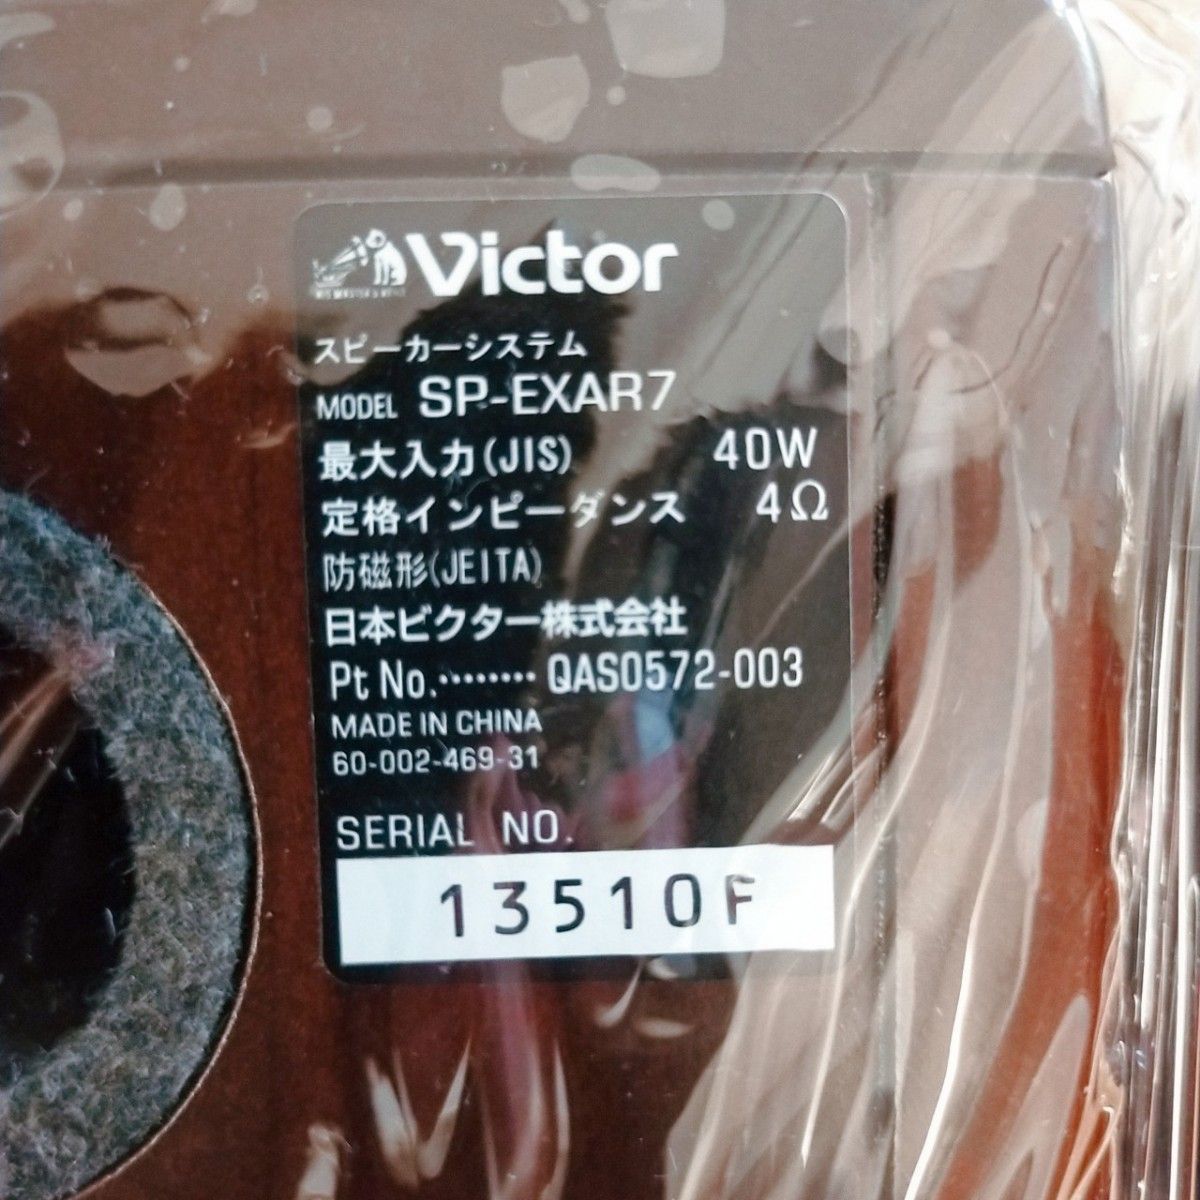 Victor
スピーカーシステム
MODEL SP-EXAR7
最大入力(JIS) 40W
定格インピーダンス 4Ω
防磁形(JEITA)
日本ビクター株式会社
Pt No.········ QAS0572-003
MADE IN CHINA
60-002-469-31
SERIAL NO.
13510F